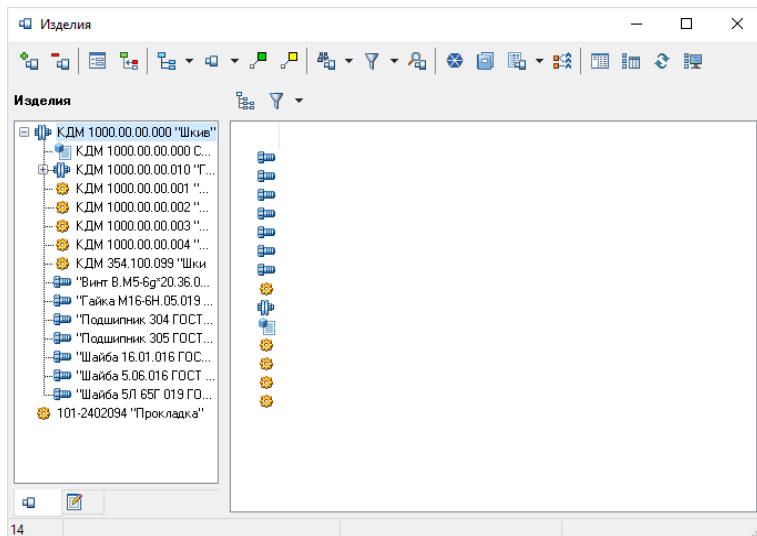 Изделия
Изделия
КДМ 1000.00.00.000 "Шкив"
КДМ 1000.00.00.000 С...
КДМ 1000.00.00.010 "Г...
КДМ 1000.00.00.001 "...
КДМ 1000.00.00.002 "...
КДМ 1000.00.00.003 "...
КДМ 1000.00.00.004 "...
КДМ 354.100.099 "Шки
"Винт В.М5-6g*20.36.0...
"Гайка М16-6Н.05.019 ...
"Подшипник 304 ГОСТ...
"Подшипник 305 ГОСТ...
"Шайба 16.01.016 ГОС...
"Шайба 5.06.016 ГОСТ ...
"Шайба 5Л 65Г 019 ГО...
101-2402094 "Прокладка"
14